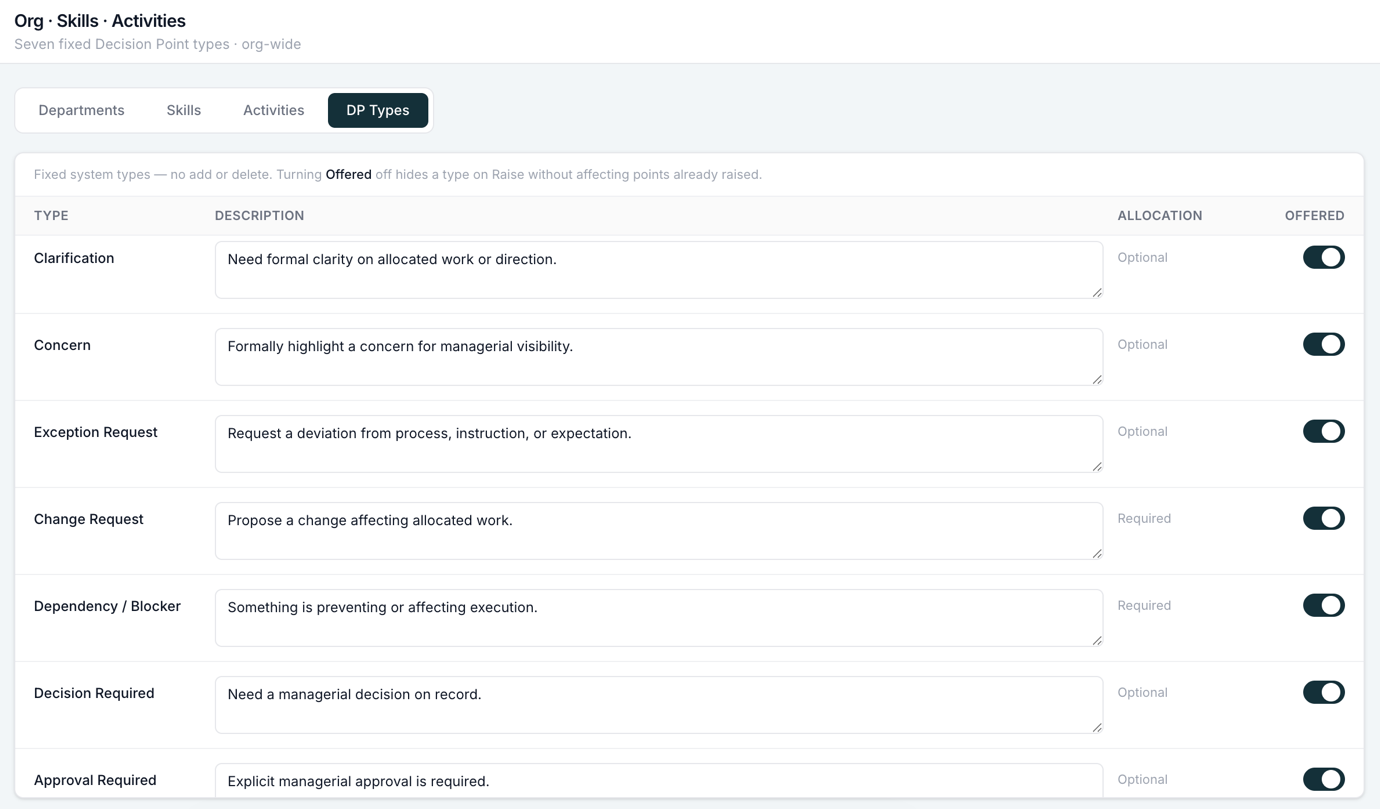 Org · Skills · Activities
Seven fixed Decision Point types · org-wide
Departments Skills Activities DP Types
Fixed system types — no add or delete. Turning Offered off hides a type on Raise without affecting points already raised.
TYPE DESCRIPTION ALLOCATION OFFERED
Clarification Need formal clarity on allocated work or direction. Optional
Concern Formally highlight a concern for managerial visibility. Optional
Exception Request Request a deviation from process, instruction, or expectation. Optional
Change Request Propose a change affecting allocated work. Required
Dependency / Blocker Something is preventing or affecting execution. Required
Decision Required Need a managerial decision on record. Optional
Approval Required Explicit managerial approval is required. Optional